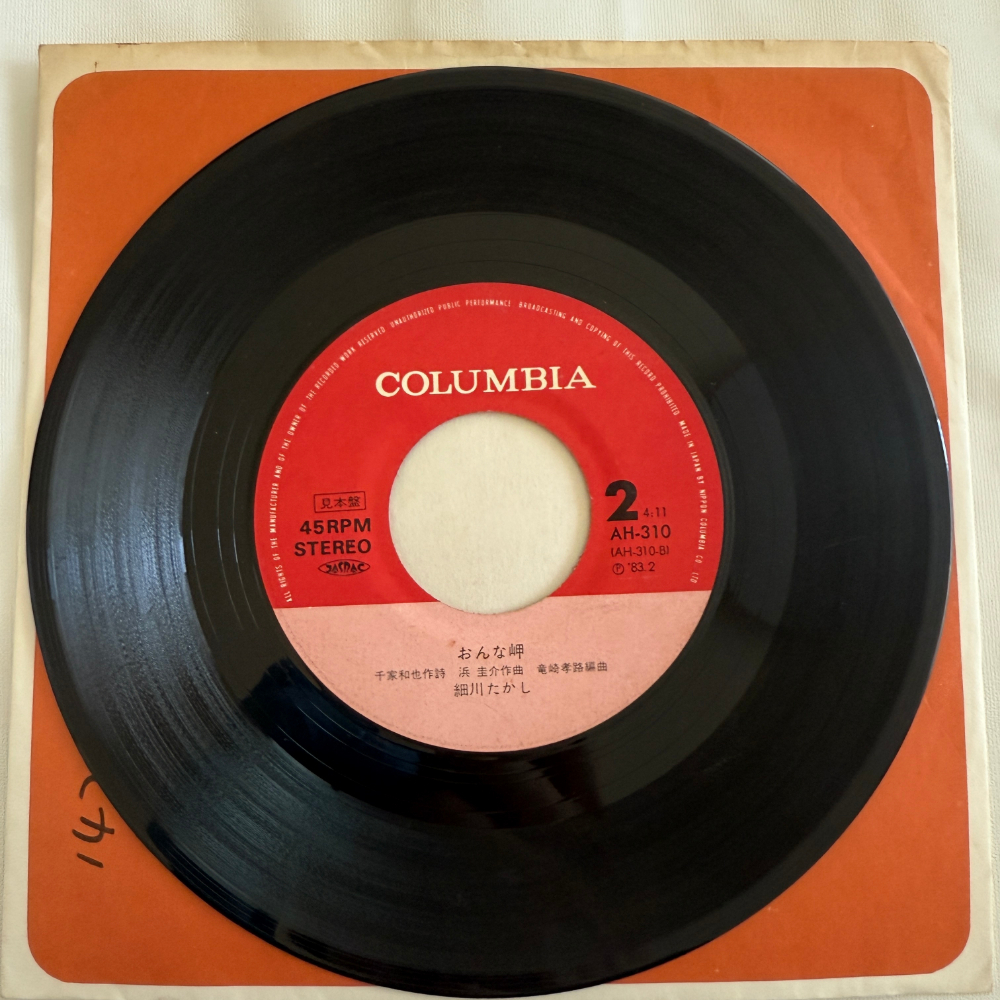 ALL RIGHTS OF THE MANUFACTURER AND OF THE OWNER OF THE RECORDED WORK RESERVED UNAUTHORIZED PUBLIC PERFORMANCE BROADCASTING AND COPYING OF THIS RECORD PROHIBITED MADE IN JAPAN BY NIPPON COLUMBIA CO., LTD
COLUMBIA
見本盤
45RPM
STEREO
JASRAC
2 4:11
AH-310
(AH-310-B)
Ⓟ '83.2
おんな岬
千家和也作詩 浜 圭介作曲 竜崎孝路編曲
細川たかし